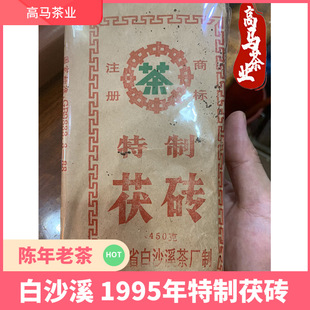 高马茶业
高马茶业
注册
商标
茶
特制
茯砖
450克
省白沙溪茶厂制
陈年老茶
HOT
白沙溪 1995年特制茯砖